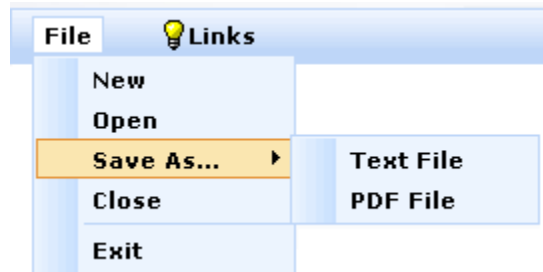 File Links
New
Open
Save As... Text File
Close PDF File
Exit